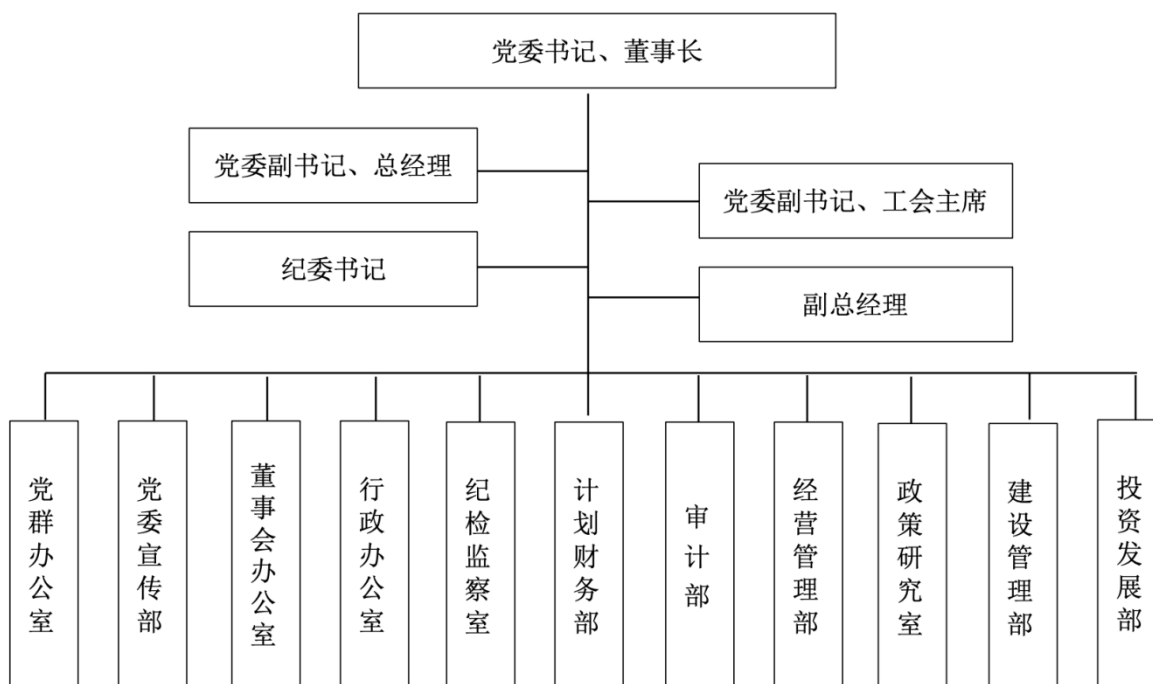 党委书记、董事长
党委副书记、总经理
党委副书记、工会主席
纪委书记
副总经理
党群办公室
党委宣传部
董事会办公室
行政办公室
纪检监察室
计划财务部
审计部
经营管理部
政策研究室
建设管理部
投资发展部